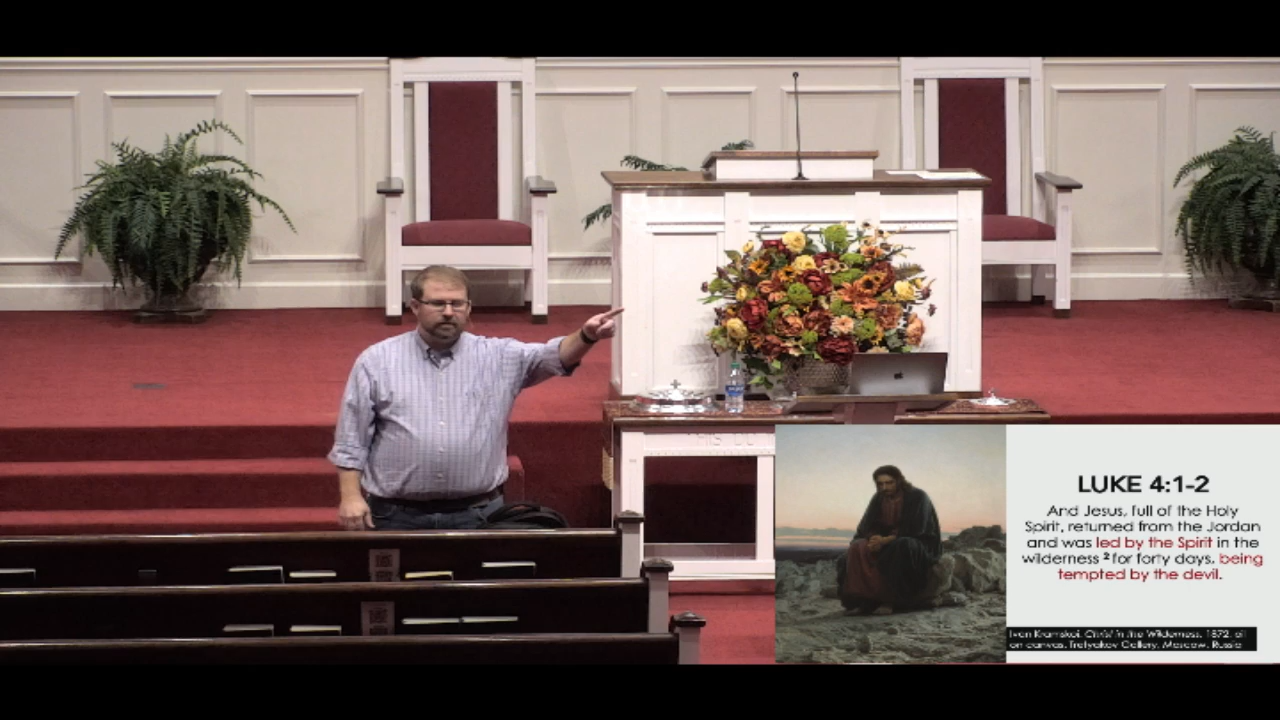 THIS DO
LUKE 4:1-2
And Jesus, full of the Holy
Spirit, returned from the Jordan
and was led by the Spirit in the
wilderness ² for forty days, being
tempted by the devil.
Ivan Kramskoi, Christ in the Wilderness, 1872, oil
on canvas, Tretyakov Gallery, Moscow, Russia